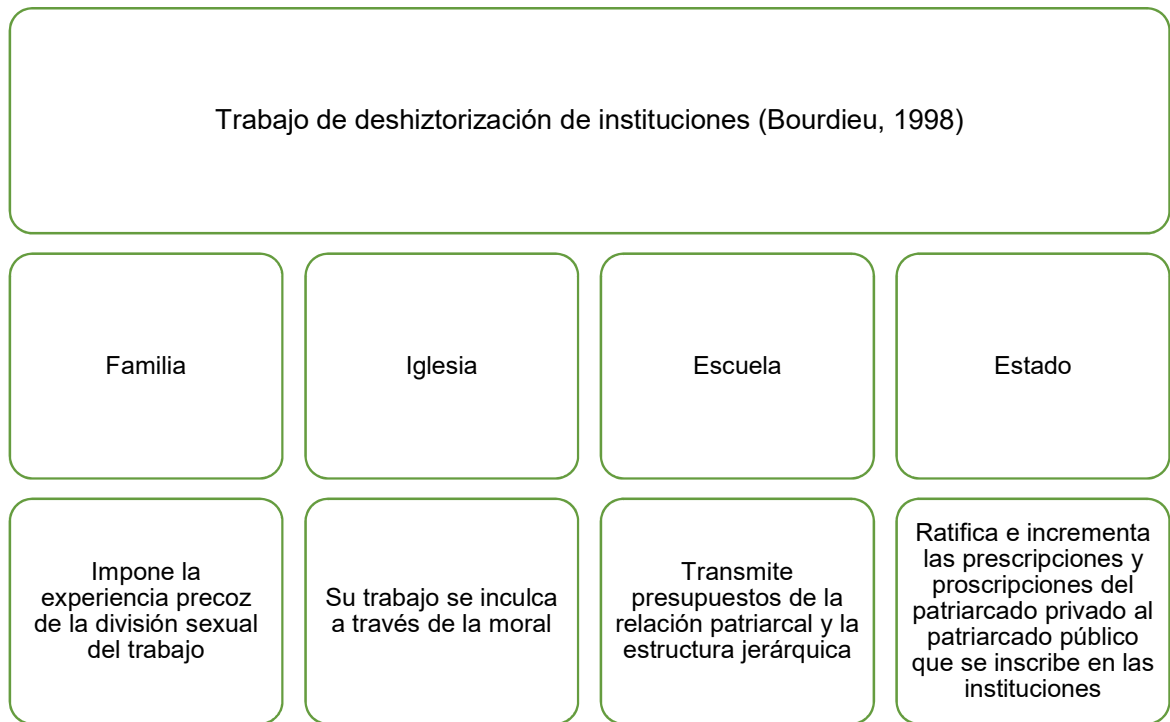 Trabajo de deshiztorización de instituciones (Bourdieu, 1998)
Familia
Iglesia
Escuela
Estado
Impone la
experiencia precoz
de la división sexual
del trabajo
Su trabajo se inculca
a través de la moral
Transmite
presupuestos de la
relación patriarcal y la
estructura jerárquica
Ratifica e incrementa
las prescripciones y
proscripciones del
patriarcado privado al
patriarcado público
que se inscribe en las
instituciones